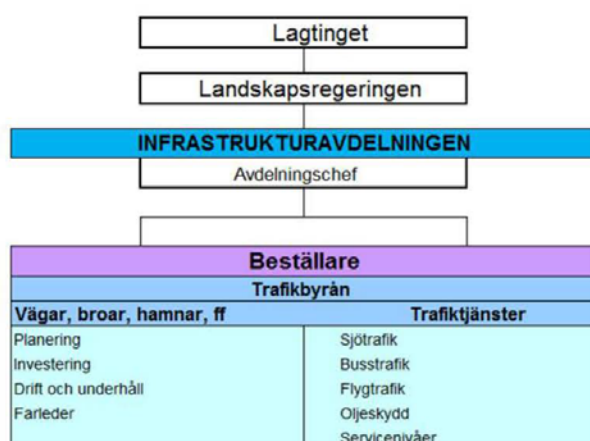 Lagtinget
Landskapsregeringen
INFRASTRUKTURAVDELNINGEN
Avdelningschef
Beställare
Trafikbyrån
Vägar, broar, hamnar, ff
Planering
Investering
Drift och underhåll
Farleder
Trafiktjänster
Sjötrafik
Busstrafik
Flygtrafik
Oljeskydd
Servicenivåer